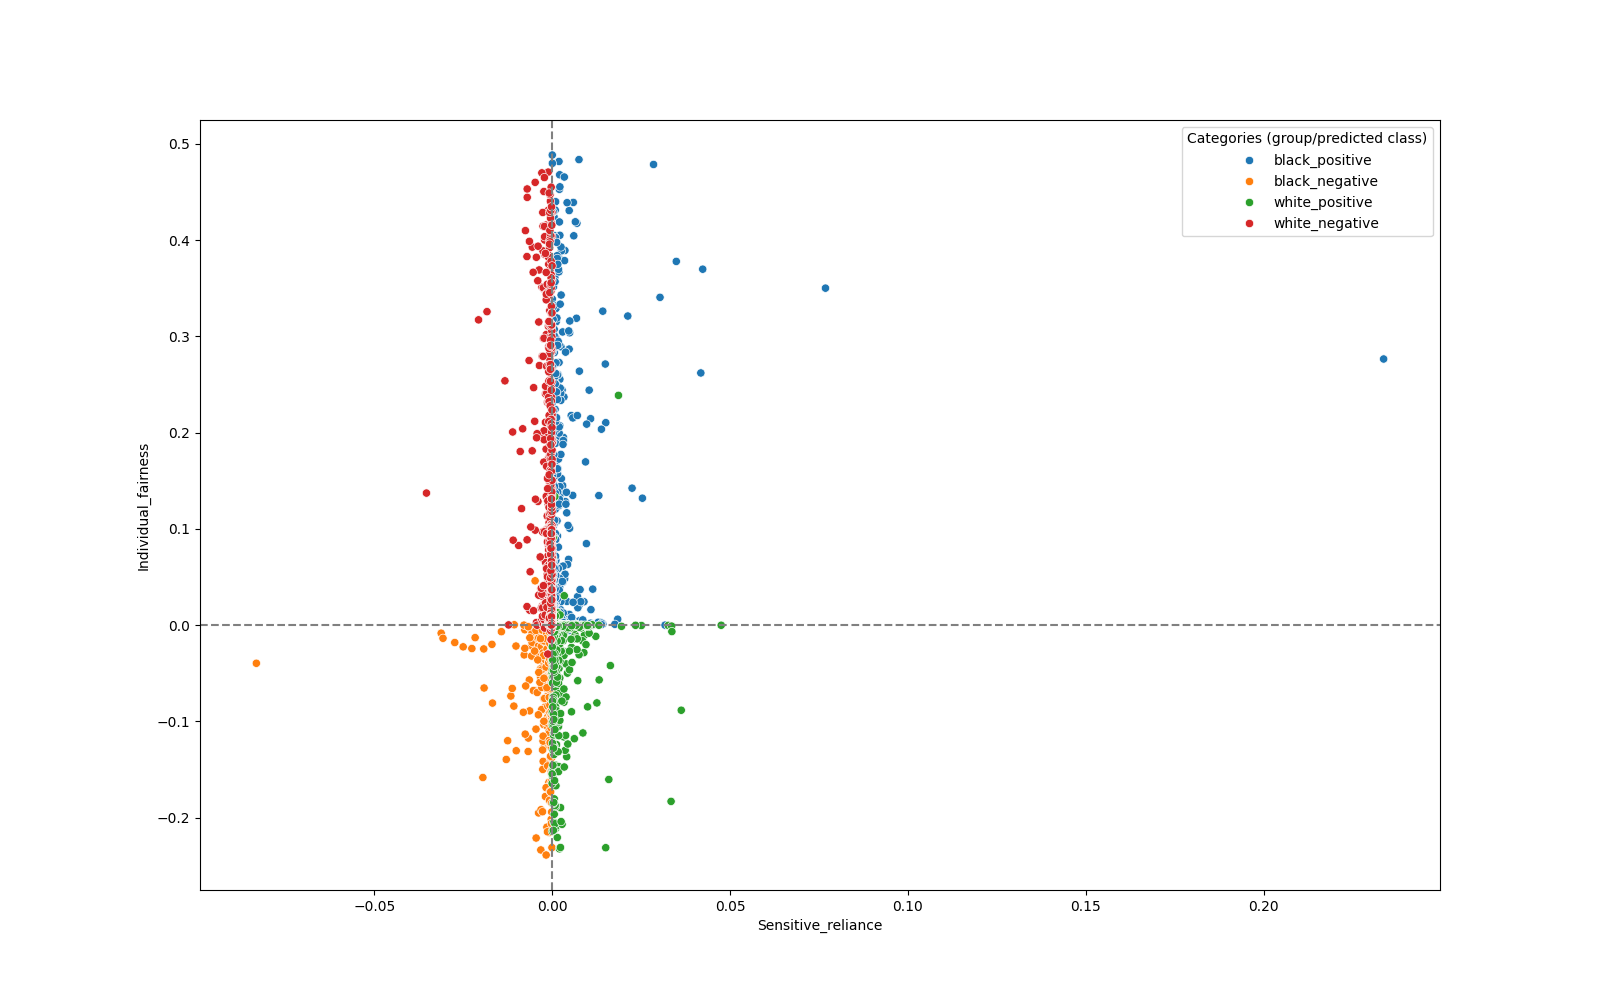 Categories (group/predicted class)
black_positive
black_negative
white_positive
white_negative
0.5
0.4
0.3
0.2
0.1
0.0
−0.1
−0.2
Individual_fairness
−0.05
0.00
0.05
0.10
0.15
0.20
Sensitive_reliance